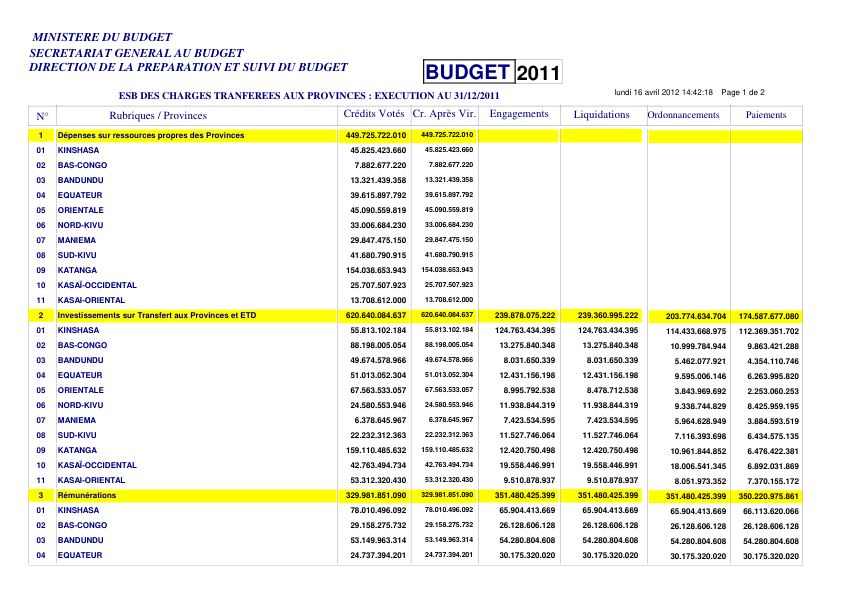 MINISTERE DU BUDGET
SECRETARIAT GENERAL AU BUDGET
DIRECTION DE LA PREPARATION ET SUIVI DU BUDGET
BUDGET 2011
ESB DES CHARGES TRANFEREES AUX PROVINCES : EXECUTION AU 31/12/2011
lundi 16 avril 2012 14:42:18 Page 1 de 2
N° Rubriques / Provinces Crédits Votés Cr. Après Vir. Engagements Liquidations Ordonnancements Paiements
1 Dépenses sur ressources propres des Provinces 449.725.722.010 449.725.722.010
01 KINSHASA 45.825.423.660 45.825.423.660
02 BAS-CONGO 7.882.677.220 7.882.677.220
03 BANDUNDU 13.321.439.358 13.321.439.358
04 EQUATEUR 39.615.897.792 39.615.897.792
05 ORIENTALE 45.090.559.819 45.090.559.819
06 NORD-KIVU 33.006.684.230 33.006.684.230
07 MANIEMA 29.847.475.150 29.847.475.150
08 SUD-KIVU 41.680.790.915 41.680.790.915
09 KATANGA 154.038.653.943 154.038.653.943
10 KASAÏ-OCCIDENTAL 25.707.507.923 25.707.507.923
11 KASAI-ORIENTAL 13.708.612.000 13.708.612.000
2 Investissements sur Transfert aux Provinces et ETD 620.640.084.637 620.640.084.637 239.878.075.222 239.360.995.222 203.774.634.704 174.587.677.080
01 KINSHASA 55.813.102.184 55.813.102.184 124.763.434.395 124.763.434.395 114.433.668.975 112.369.351.702
02 BAS-CONGO 88.198.005.054 88.198.005.054 13.275.840.348 13.275.840.348 10.999.784.944 9.863.421.288
03 BANDUNDU 49.674.578.966 49.674.578.966 8.031.650.339 8.031.650.339 5.462.077.921 4.354.110.746
04 EQUATEUR 51.013.052.304 51.013.052.304 12.431.156.198 12.431.156.198 9.595.006.146 6.263.995.820
05 ORIENTALE 67.563.533.057 67.563.533.057 8.995.792.538 8.478.712.538 3.843.969.692 2.253.060.253
06 NORD-KIVU 24.580.553.946 24.580.553.946 11.938.844.319 11.938.844.319 9.338.744.829 8.425.959.195
07 MANIEMA 6.378.645.967 6.378.645.967 7.423.534.595 7.423.534.595 5.964.628.949 3.884.593.519
08 SUD-KIVU 22.232.312.363 22.232.312.363 11.527.746.064 11.527.746.064 7.116.393.698 6.434.575.135
09 KATANGA 159.110.485.632 159.110.485.632 12.420.750.498 12.420.750.498 10.961.844.852 6.476.422.381
10 KASAÏ-OCCIDENTAL 42.763.494.734 42.763.494.734 19.558.446.991 19.558.446.991 18.006.541.345 6.892.031.869
11 KASAI-ORIENTAL 53.312.320.430 53.312.320.430 9.510.878.937 9.510.878.937 8.051.973.352 7.370.155.172
3 Rémunérations 329.981.851.090 329.981.851.090 351.480.425.399 351.480.425.399 351.480.425.399 350.220.975.861
01 KINSHASA 78.010.496.092 78.010.496.092 65.904.413.669 65.904.413.669 65.904.413.669 66.113.620.066
02 BAS-CONGO 29.158.275.732 29.158.275.732 26.128.606.128 26.128.606.128 26.128.606.128 26.128.606.128
03 BANDUNDU 53.149.963.314 53.149.963.314 54.280.804.608 54.280.804.608 54.280.804.608 54.280.804.608
04 EQUATEUR 24.737.394.201 24.737.394.201 30.175.320.020 30.175.320.020 30.175.320.020 30.175.320.020